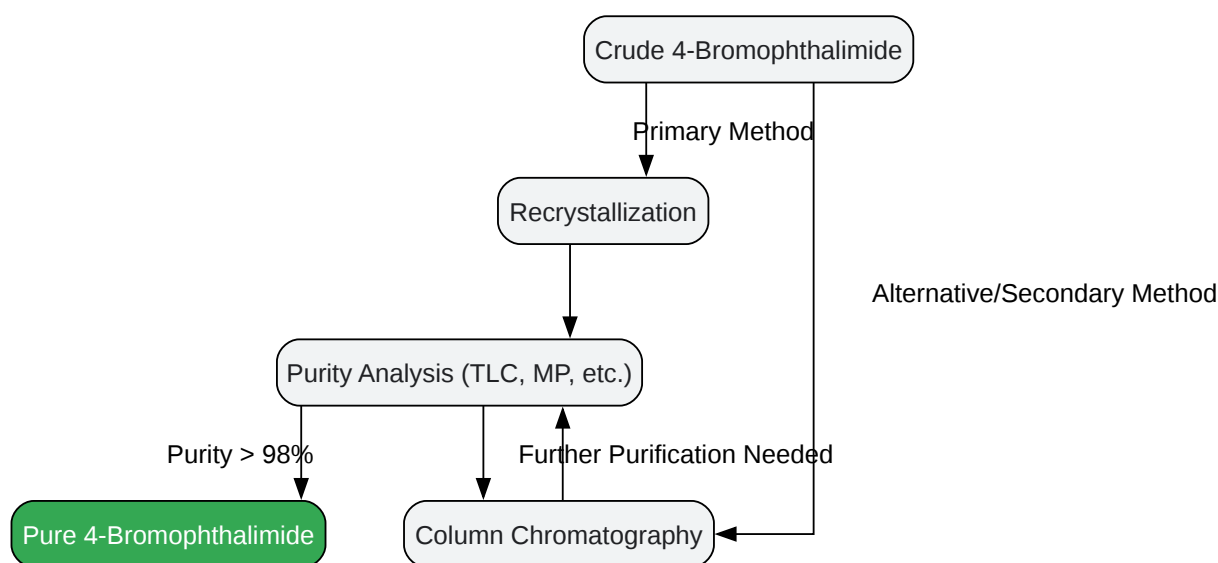 Crude 4-Bromophthalimide
Primary Method
Recrystallization
Alternative/Secondary Method
Purity Analysis (TLC, MP, etc.)
Purity > 98%
Further Purification Needed
Pure 4-Bromophthalimide
Column Chromatography